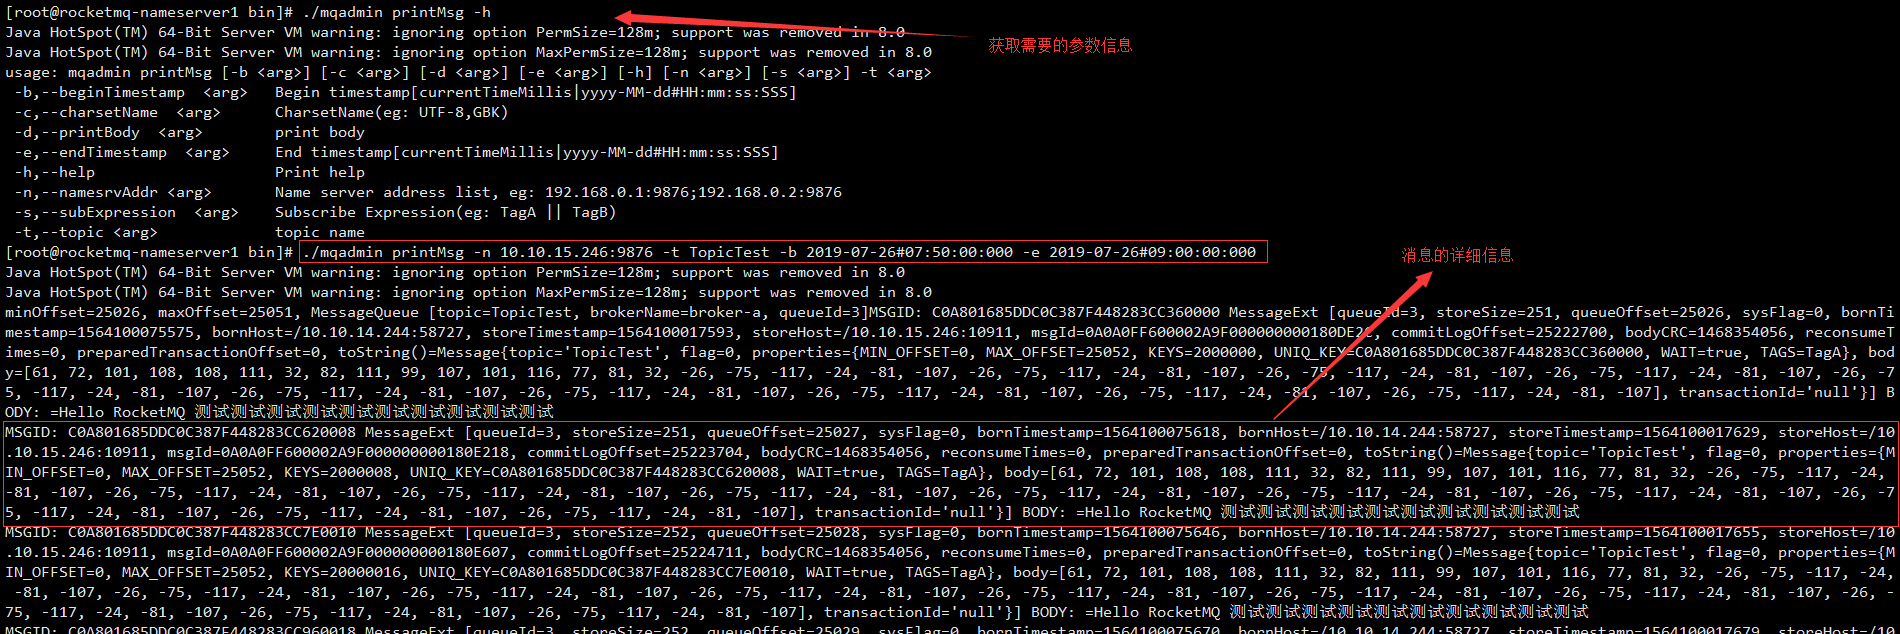 [root@rocketmq-nameserver1 bin]# ./mqadmin printMsg -h
Java HotSpot(TM) 64-Bit Server VM warning: ignoring option PermSize=128m; support was removed in 8.0
获取需要的参数信息
Java HotSpot(TM) 64-Bit Server VM warning: ignoring option MaxPermSize=128m; support was removed in 8.0
usage: mqadmin printMsg [-b <arg>] [-c <arg>] [-d <arg>] [-e <arg>] [-h] [-n <arg>] [-s <arg>] -t <arg>
 -b,--beginTimestamp  <arg>   Begin timestamp[currentTimeMillis|yyyy-MM-dd#HH:mm:ss:SSS]
 -c,--charsetName  <arg>      CharsetName(eg: UTF-8,GBK)
 -d,--printBody  <arg>        print body
 -e,--endTimestamp  <arg>     End timestamp[currentTimeMillis|yyyy-MM-dd#HH:mm:ss:SSS]
 -h,--help                    Print help
 -n,--namesrvAddr <arg>       Name server address list, eg: 192.168.0.1:9876;192.168.0.2:9876
 -s,--subExpression  <arg>    Subscribe Expression(eg: TagA || TagB)
 -t,--topic <arg>             topic name
[root@rocketmq-nameserver1 bin]# ./mqadmin printMsg -n 10.10.15.246:9876 -t TopicTest -b 2019-07-26#07:50:00:000 -e 2019-07-26#09:00:00:000
消息的详细信息
Java HotSpot(TM) 64-Bit Server VM warning: ignoring option PermSize=128m; support was removed in 8.0
Java HotSpot(TM) 64-Bit Server VM warning: ignoring option MaxPermSize=128m; support was removed in 8.0
minOffset=25026, maxOffset=25051, MessageQueue [topic=TopicTest, brokerName=broker-a, queueId=3]MSGID: C0A801685DDC0C387F448283CC360000 MessageExt [queueId=3, storeSize=251, queueOffset=25026, sysFlag=0, bornTi
mestamp=1564100075575, bornHost=/10.10.14.244:58727, storeTimestamp=1564100017593, storeHost=/10.10.15.246:10911, commitLogOffset=25222700, bodyCRC=1468354056, reconsumeT
imes=0, preparedTransactionOffset=0, toString()=Message{topic='TopicTest', flag=0, properties={MIN_OFFSET=0, MAX_OFFSET=25052, KEYS=2000000, UNIQ_KEY=C0A801685DDC0C387F448283CC360000, WAIT=true, TAGS=TagA}, bod
y=[61, 72, 101, 108, 108, 111, 32, 82, 111, 99, 107, 101, 116, 77, 81, 32, -26, -75, -117, -24, -81, -107, -26, -75, -117, -24, -81, -107, -26, -75, -117, -24, -81, -107, -26, -75, -117, -24, -81, -107, -26, -7
5, -117, -24, -81, -107, -26, -75, -117, -24, -81, -107, -26, -75, -117, -24, -81, -107, -26, -75, -117, -24, -81, -107, -26, -75, -117, -24, -81, -107, -26, -75, -117, -24, -81, -107], transactionId='null'}] B
ODY: =Hello RocketMQ 测试测试测试测试测试测试测试测试测试测试
MSGID: C0A801685DDC0C387F448283CC620008 MessageExt [queueId=3, storeSize=251, queueOffset=25027, sysFlag=0, bornTimestamp=1564100075618, bornHost=/10.10.14.244:58727, storeTimestamp=1564100017629, storeHost=/10
.10.15.246:10911, msgId=0A0A0FF600002A9F000000000180E218, commitLogOffset=25223704, bodyCRC=1468354056, reconsumeTimes=0, preparedTransactionOffset=0, toString()=Message{topic='TopicTest', flag=0, properties={M
IN_OFFSET=0, MAX_OFFSET=25052, KEYS=2000008, UNIQ_KEY=C0A801685DDC0C387F448283CC620008, WAIT=true, TAGS=TagA}, body=[61, 72, 101, 108, 108, 111, 32, 82, 111, 99, 107, 101, 116, 77, 81, 32, -26, -75, -117, -24,
-81, -107, -26, -75, -117, -24, -81, -107, -26, -75, -117, -24, -81, -107, -26, -75, -117, -24, -81, -107, -26, -75, -117, -24, -81, -107, -26, -75, -117, -24, -81, -107, -26, -75, -117, -24, -81, -107, -26, -7
5, -117, -24, -81, -107, -26, -75, -117, -24, -81, -107, -26, -75, -117, -24, -81, -107], transactionId='null'}] BODY: =Hello RocketMQ 测试测试测试测试测试测试测试测试测试测试
MSGID: C0A801685DDC0C387F448283CC7E0010 MessageExt [queueId=3, storeSize=252, queueOffset=25028, sysFlag=0, bornTimestamp=1564100075646, bornHost=/10.10.14.244:58727, storeTimestamp=1564100017655, storeHost=/10
.10.15.246:10911, msgId=0A0A0FF600002A9F000000000180E607, commitLogOffset=25224711, bodyCRC=1468354056, reconsumeTimes=0, preparedTransactionOffset=0, toString()=Message{topic='TopicTest', flag=0, properties={M
IN_OFFSET=0, MAX_OFFSET=25052, KEYS=20000016, UNIQ_KEY=C0A801685DDC0C387F448283CC7E0010, WAIT=true, TAGS=TagA}, body=[61, 72, 101, 108, 108, 111, 32, 82, 111, 99, 107, 101, 116, 77, 81, 32, -26, -75, -117, -24,
 -81, -107, -26, -75, -117, -24, -81, -107, -26, -75, -117, -24, -81, -107, -26, -75, -117, -24, -81, -107, -26, -75, -117, -24, -81, -107, -26, -75, -117, -24, -81, -107, -26, -75, -117, -24, -81, -107, -26, -
75, -117, -24, -81, -107, -26, -75, -117, -24, -81, -107, -26, -75, -117, -24, -81, -107], transactionId='null'}] BODY: =Hello RocketMQ 测试测试测试测试测试测试测试测试测试测试
MSGID: C0A801685DDC0C387F448283CC960018 MessageExt [queueId=3, storeSize=252, queueOffset=25029, sysFlag=0, bornTimestamp=1564100075670, bornHost=/10.10.14.244:58727, storeTimestamp=1564100017679, storeHost=/10